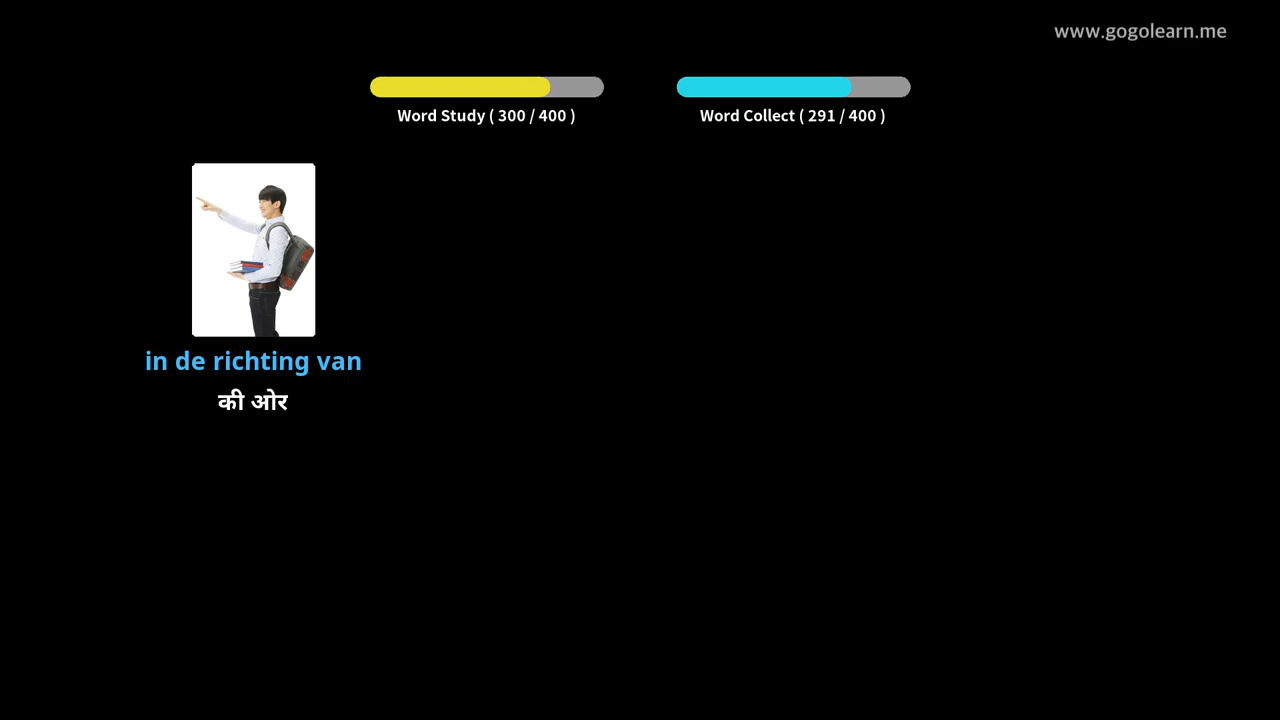 www.gogolearn.me
Word Study ( 300 / 400 )
Word Collect ( 291 / 400 )
in de richting van
की ओर